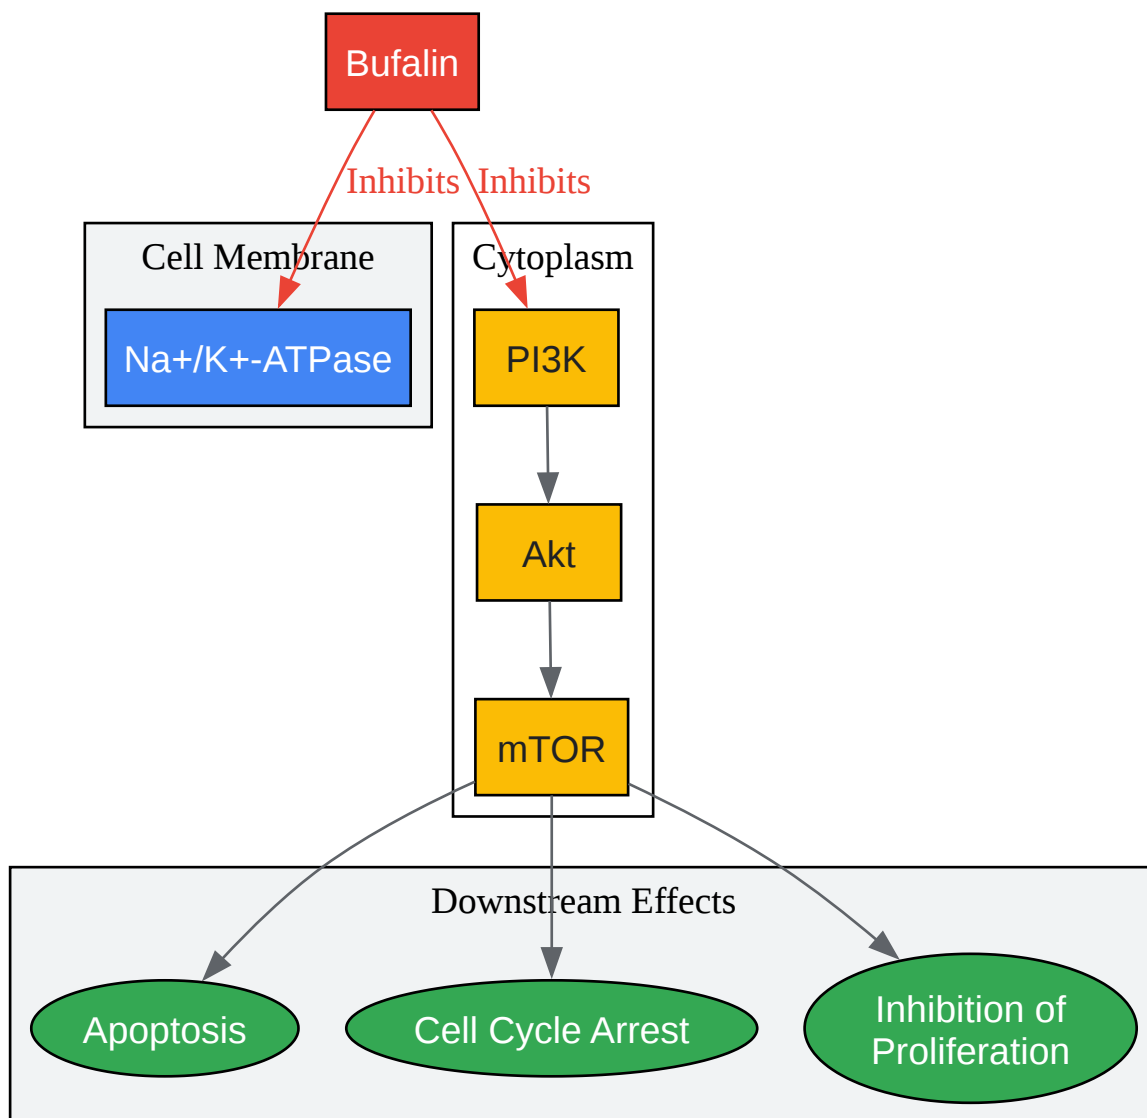 Bufalin
Inhibits
Inhibits
Cell Membrane
Cytoplasm
Na+/K+-ATPase
PI3K
Akt
mTOR
Downstream Effects
Apoptosis
Cell Cycle Arrest
Inhibition of
Proliferation